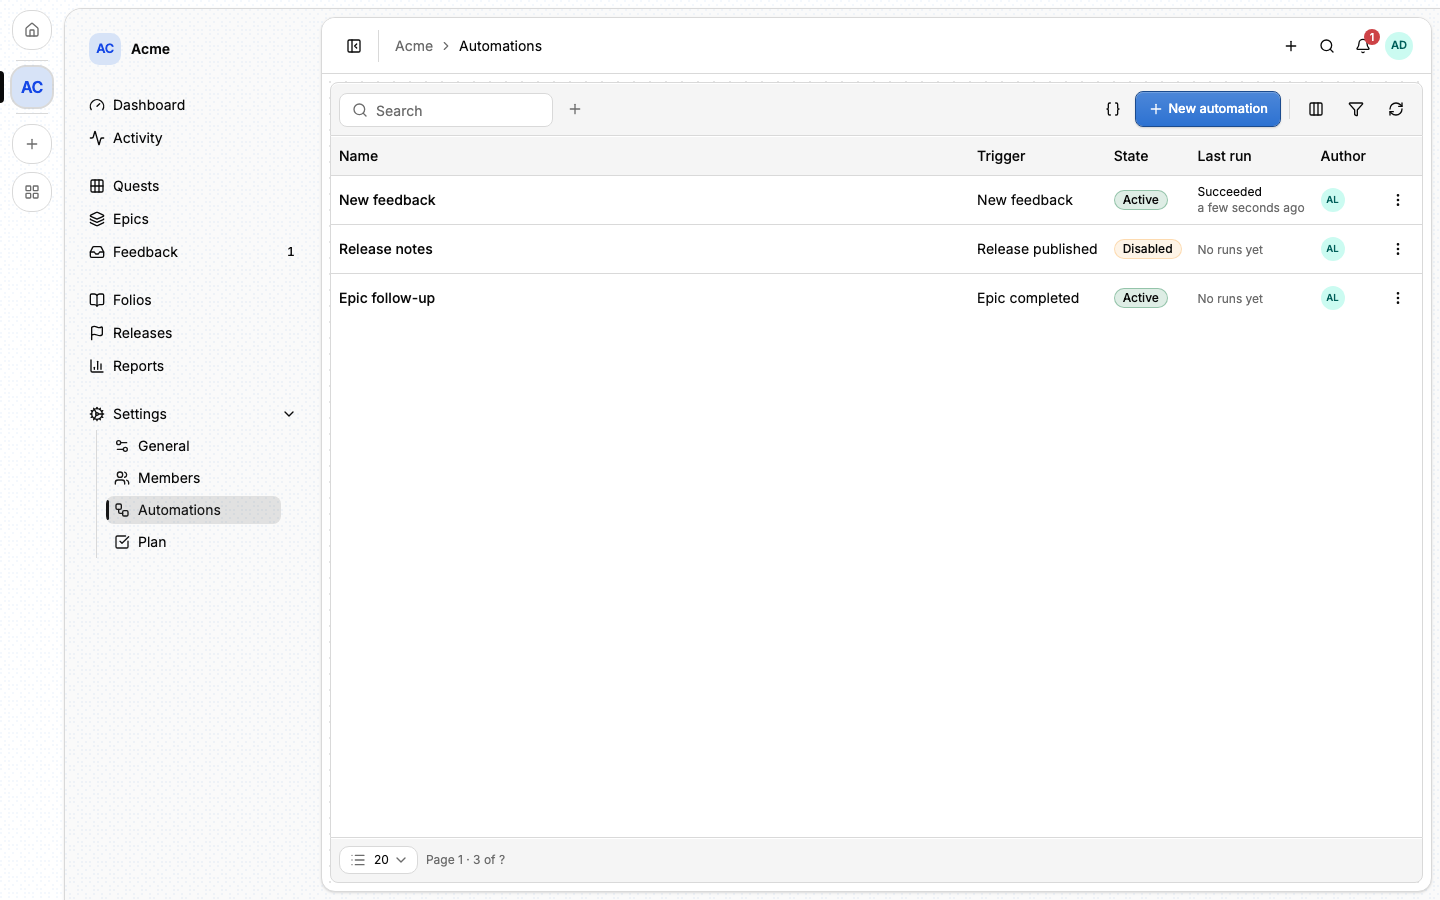 AC
Acme
AC
Dashboard
Activity
Quests
Epics
Feedback 1
Folios
Releases
Reports
Settings
General
Members
Automations
Plan
Acme > Automations
1
AD
Search
{} + New automation
Name Trigger State Last run Author
New feedback New feedback Active Succeeded
a few seconds ago AL
Release notes Release published Disabled No runs yet AL
Epic follow-up Epic completed Active No runs yet AL
20 Page 1 · 3 of ?